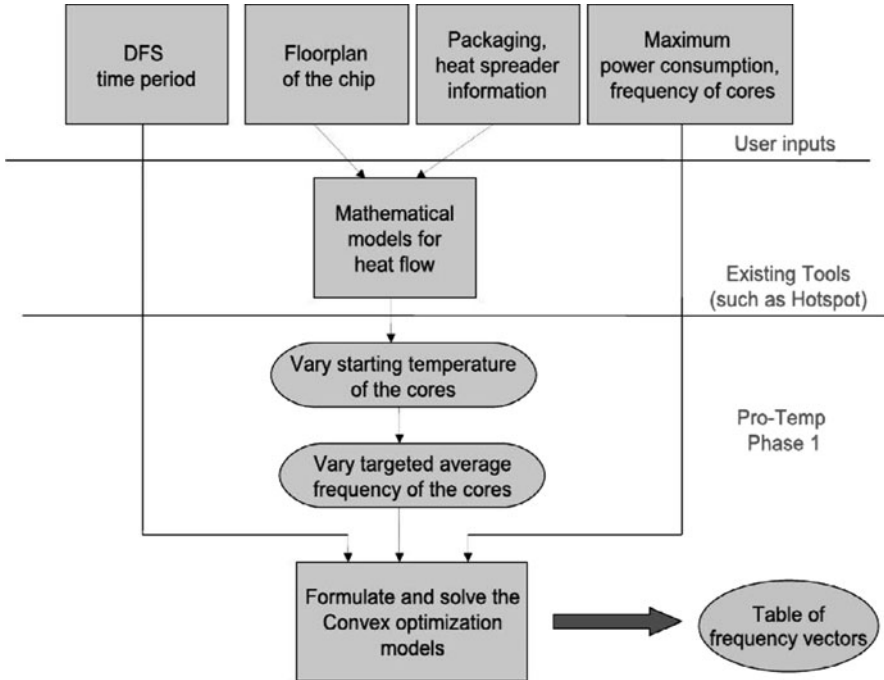 DFS
time period
Floorplan
of the chip
Packaging,
heat spreader
information
Maximum
power consumption,
frequency of cores
User inputs
Mathematical
models for
heat flow
Existing Tools
(such as Hotspot)
Vary starting temperature
of the cores
Pro-Temp
Phase 1
Vary targeted average
frequency of the cores
Formulate and solve the
Convex optimization
models
Table of
frequency vectors